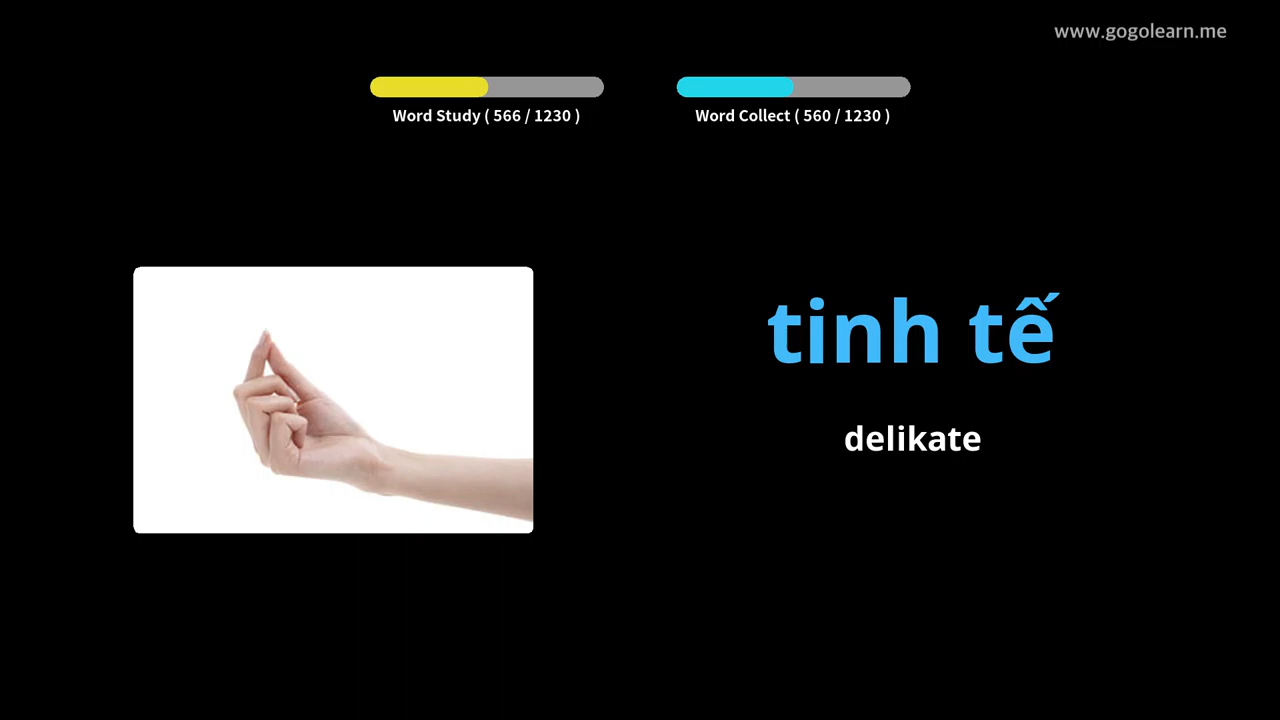 www.gogolearn.me
Word Study ( 566 / 1230 )
Word Collect ( 560 / 1230 )
tinh tế
delikate